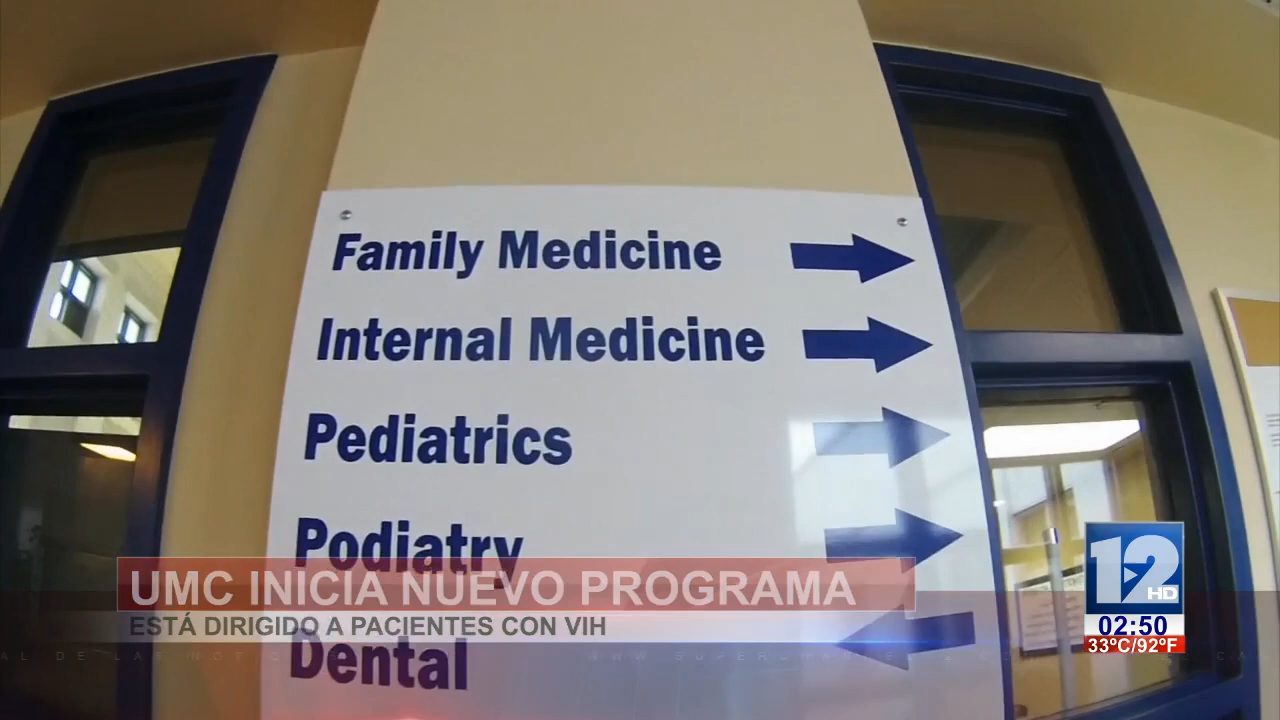 Family Medicine
Internal Medicine
Pediatrics
Podiatry
Dental
UMC INICIA NUEVO PROGRAMA
ESTÁ DIRIGIDO A PACIENTES CON VIH
12
HD
02:50
33°C/92°F